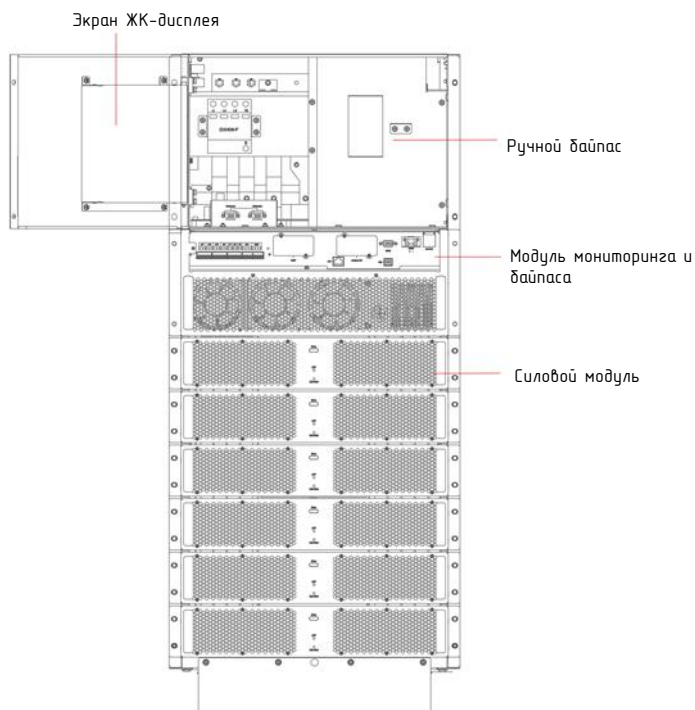 Экран ЖК-дисплея
Ручной байпас
Модуль мониторинга и
байпаса
Силовой модуль